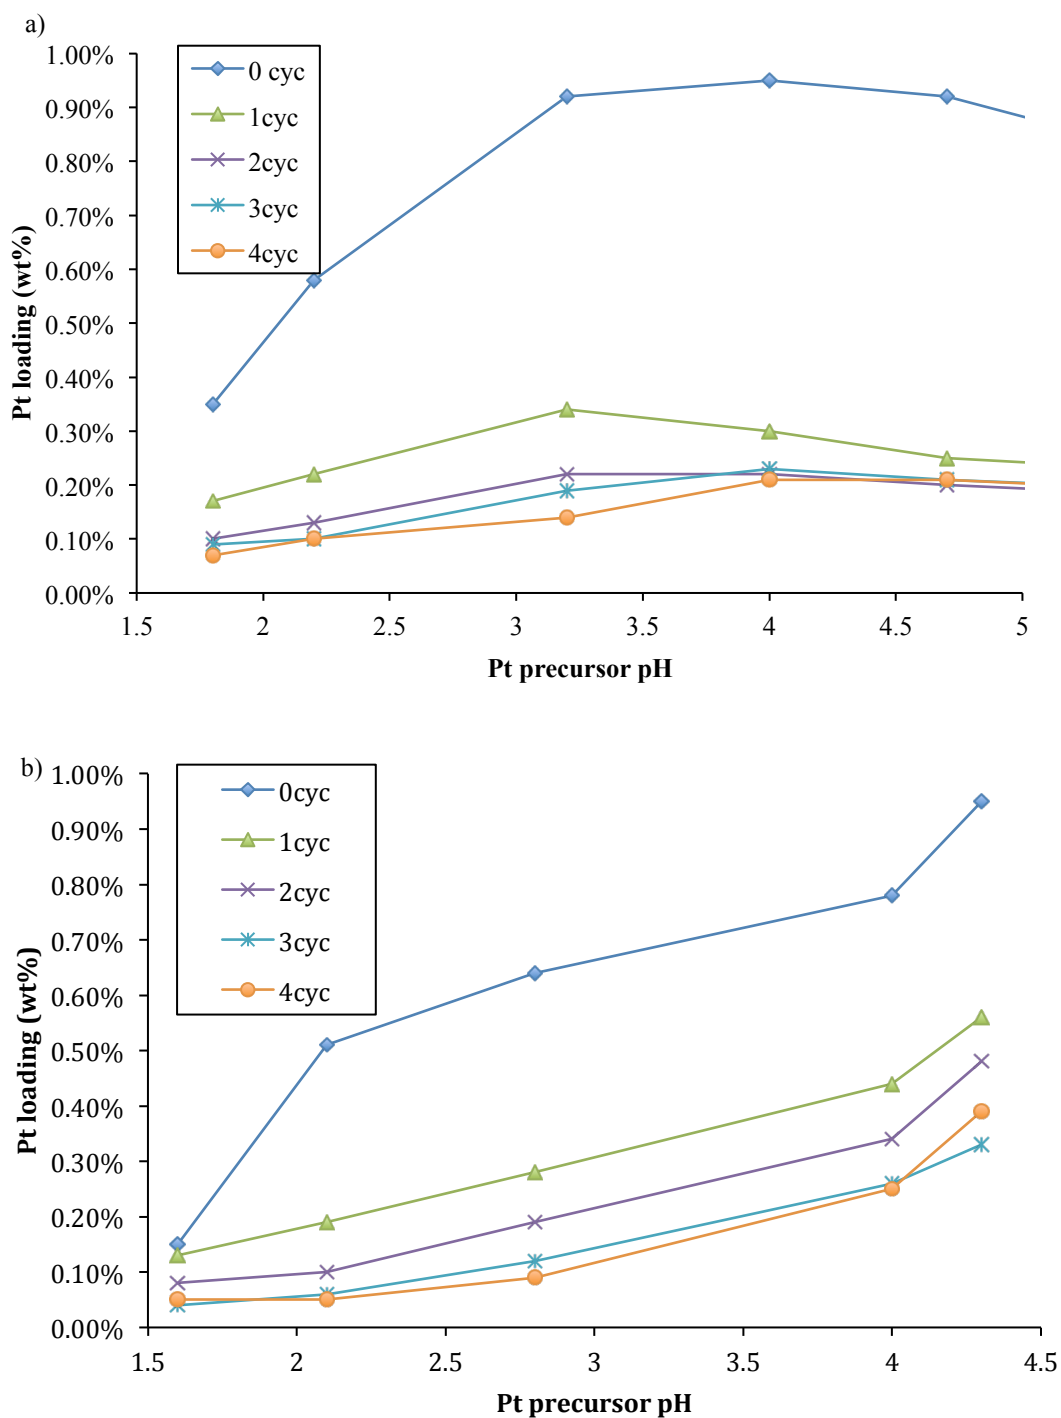 a)
1.00%
0.90%
0.80%
0.70%
0.60%
0.50%
0.40%
0.30%
0.20%
0.10%
0.00%
Pt loading (wt%)
0 cyc
1cyc
2cyc
3cyc
4cyc
1.5 2 2.5 3 3.5 4 4.5 5
Pt precursor pH
b)
1.00%
0.90%
0.80%
0.70%
0.60%
0.50%
0.40%
0.30%
0.20%
0.10%
0.00%
Pt loading (wt%)
0cyc
1cyc
2cyc
3cyc
4cyc
1.5 2 2.5 3 3.5 4 4.5
Pt precursor pH